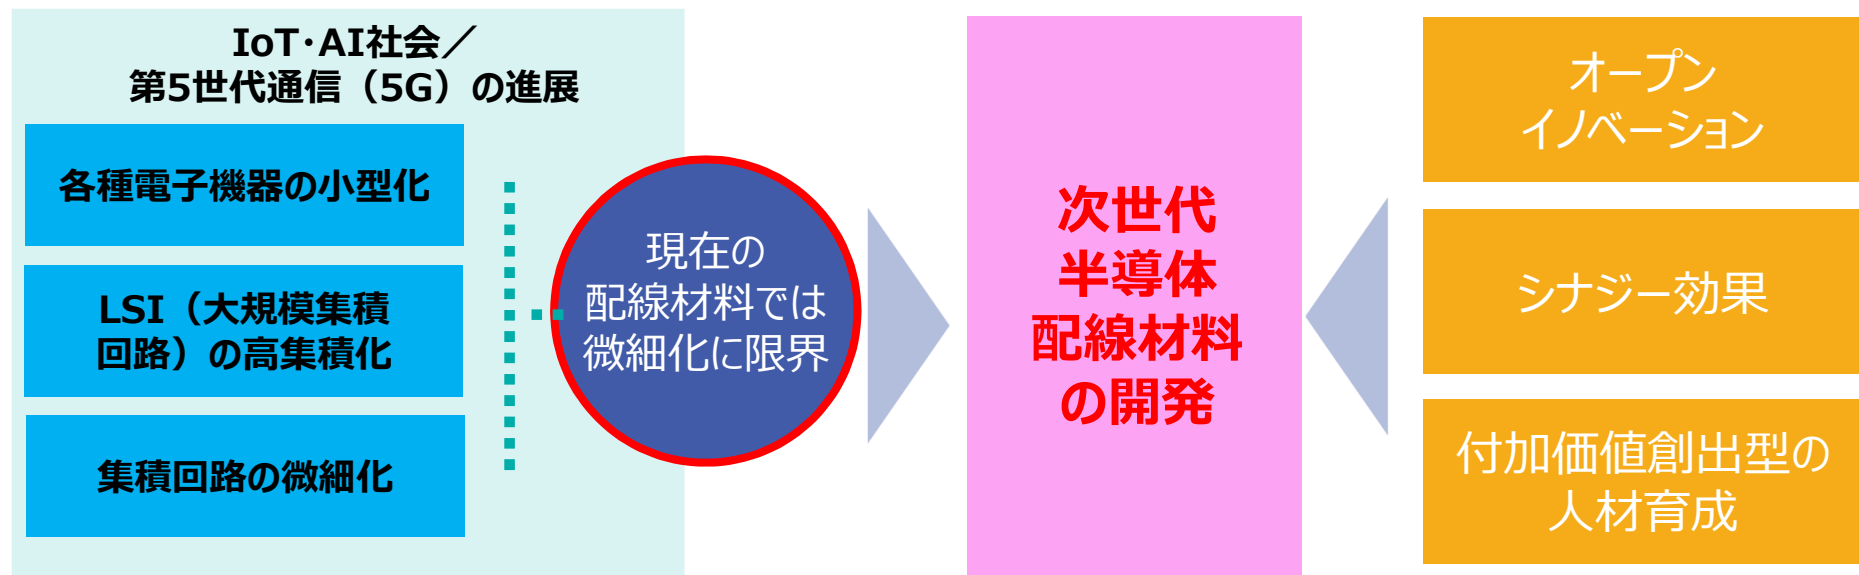 IoT･AI社会／
第5世代通信（5G）の進展
各種電子機器の小型化
LSI（大規模集積
回路）の高集積化
集積回路の微細化
現在の
配線材料では
微細化に限界
次世代
半導体
配線材料
の開発
オープン
イノベーション
シナジー効果
付加価値創出型の
人材育成